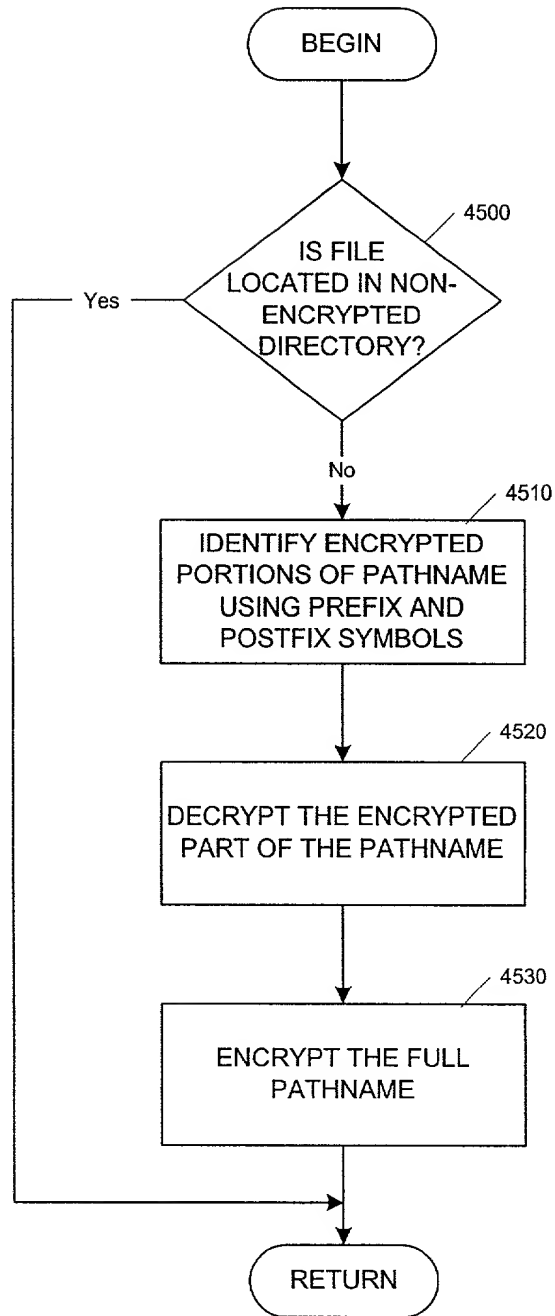 BEGIN
4500
IS FILE
LOCATED IN NON-
ENCRYPTED
DIRECTORY?
Yes
No
4510
IDENTIFY ENCRYPTED
PORTIONS OF PATHNAME
USING PREFIX AND
POSTFIX SYMBOLS
4520
DECRYPT THE ENCRYPTED
PART OF THE PATHNAME
4530
ENCRYPT THE FULL
PATHNAME
RETURN